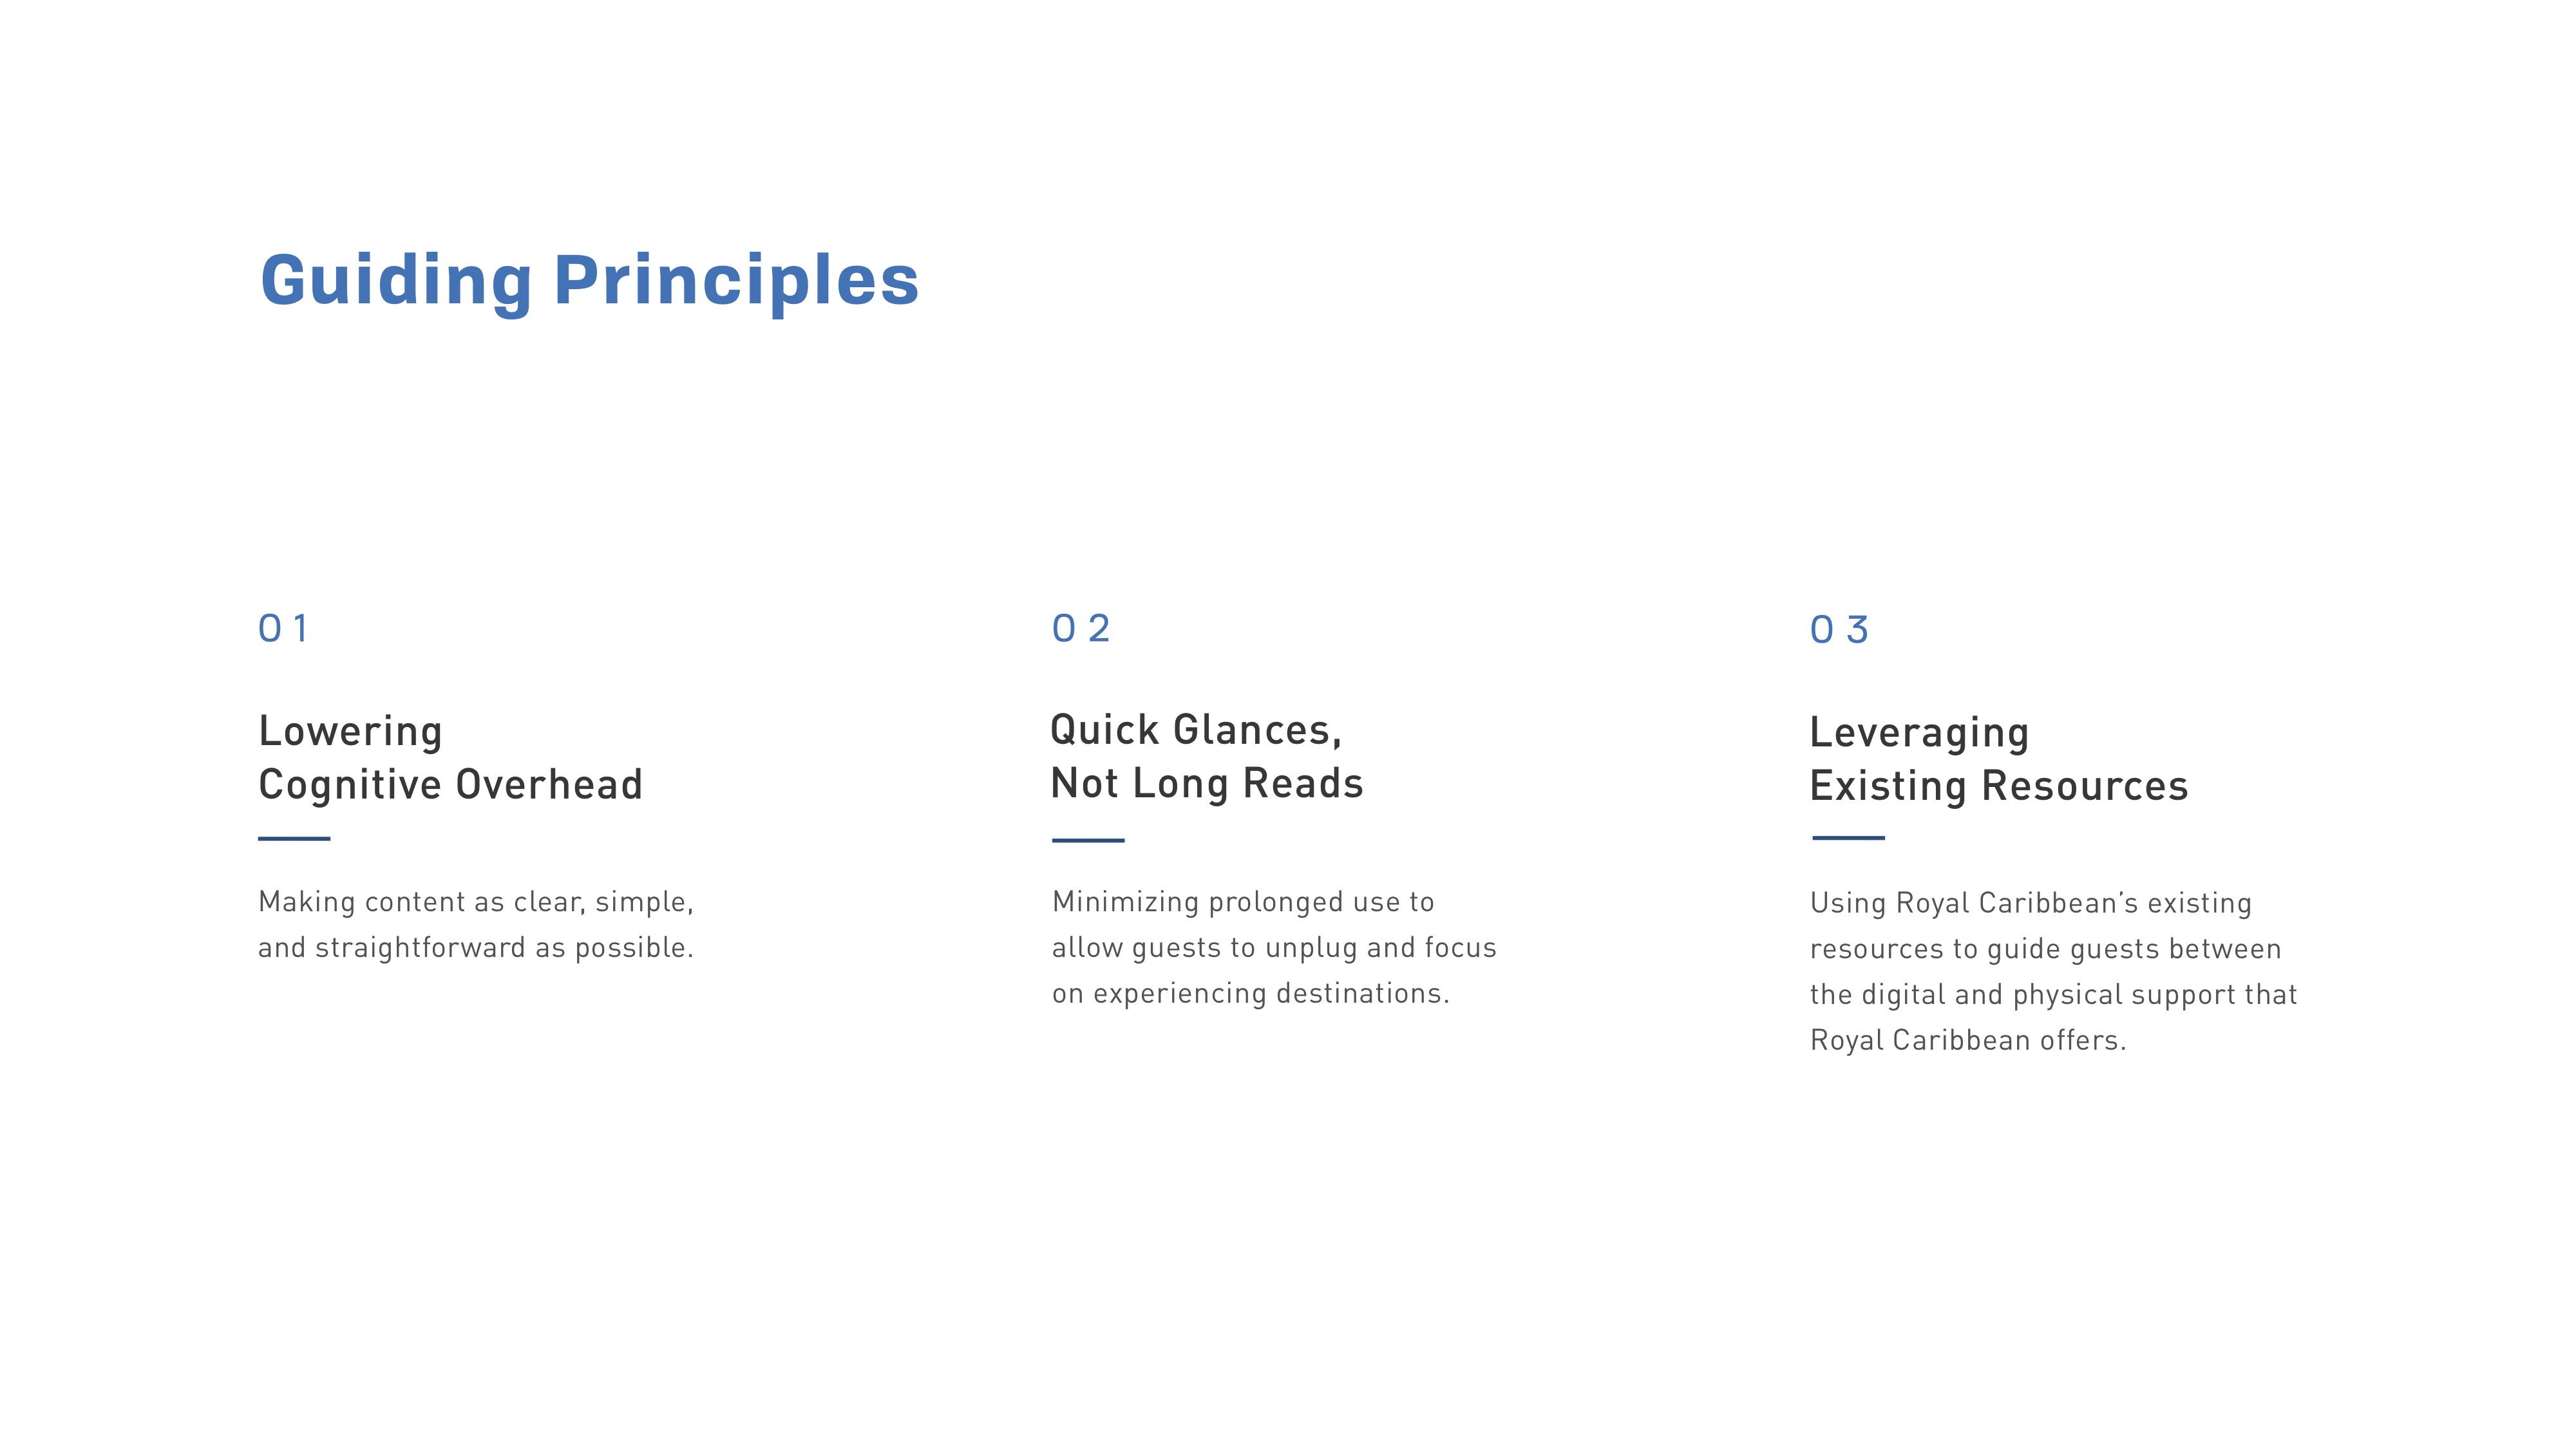 Guiding Principles
01
Lowering
Cognitive Overhead
Making content as clear, simple,
and straightforward as possible.
02
Quick Glances,
Not Long Reads
Minimizing prolonged use to
allow guests to unplug and focus
on experiencing destinations.
03
Leveraging
Existing Resources
Using Royal Caribbean’s existing
resources to guide guests between
the digital and physical support that
Royal Caribbean offers.